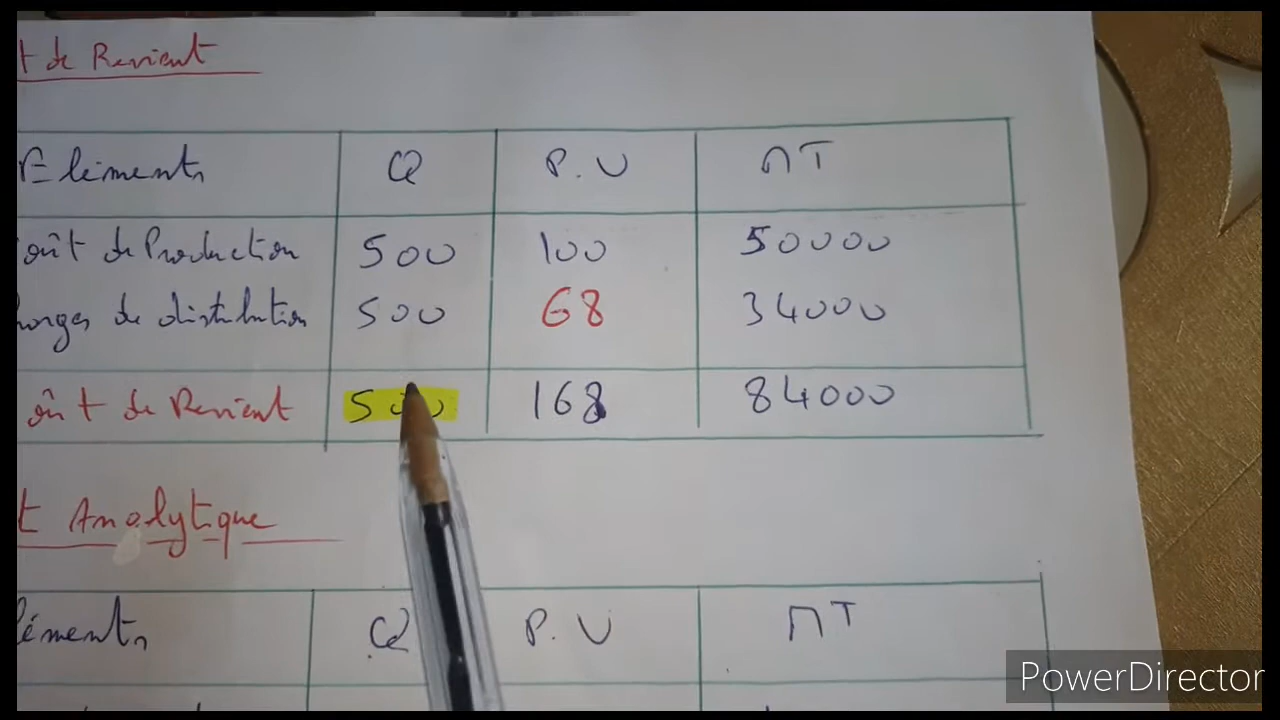 t de Revient
Eléments Q P.U MT
oût de Production 500 100 50000
harges de distribution 500 68 34000
oût de Revient 500 168 84000
t Analytique
léments Q P.U MT
PowerDirector